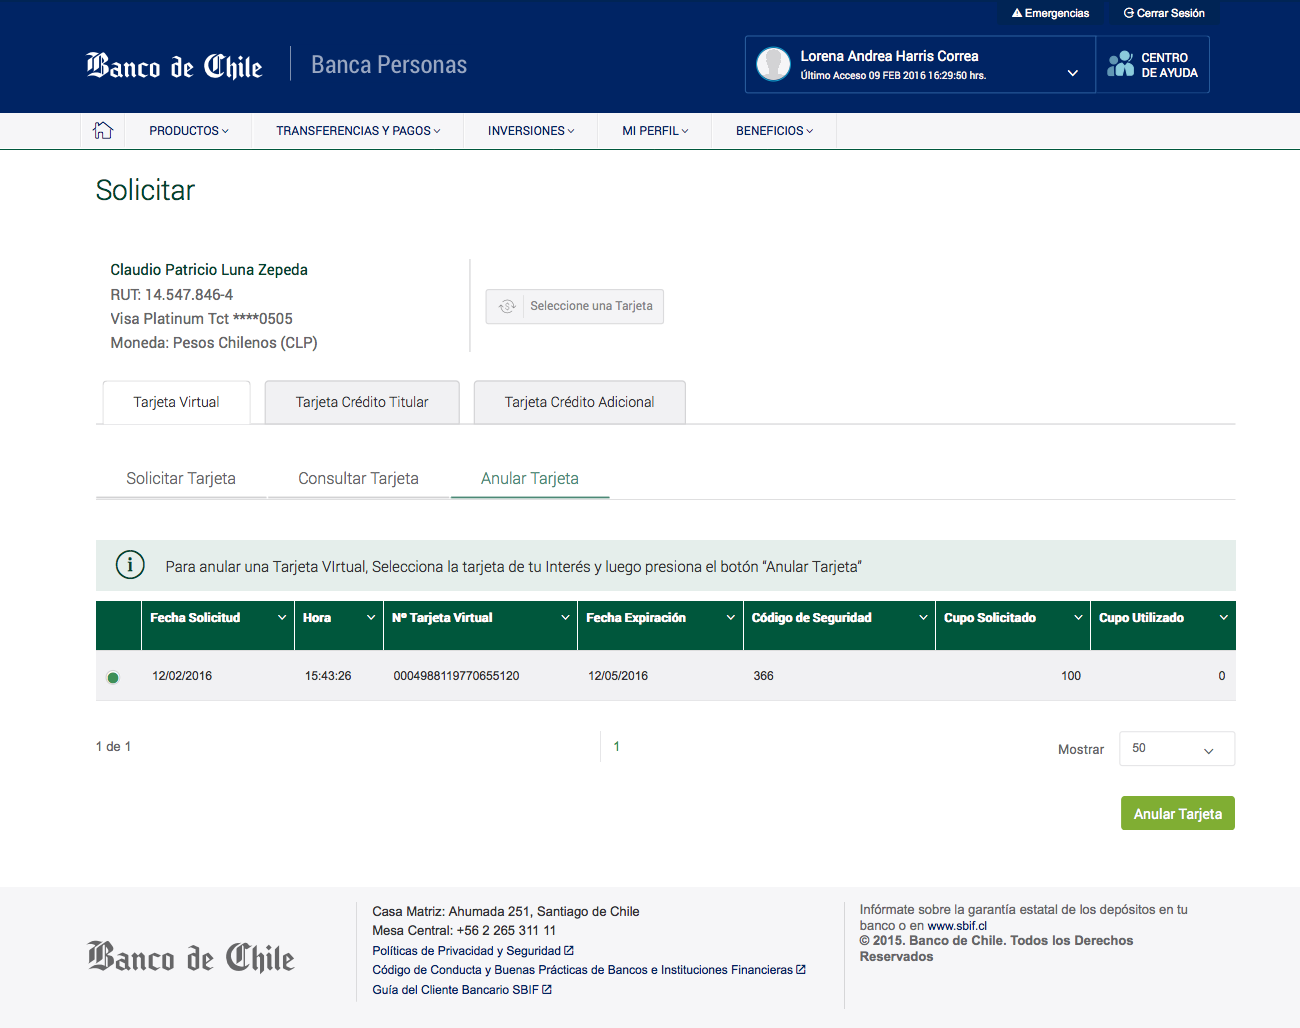 Emergencias
Cerrar Sesión
Banco de Chile
Banca Personas
Lorena Andrea Harris Correa
Último Acceso 09 FEB 2016 16:29:50 hrs.
CENTRO
DE AYUDA
PRODUCTOS
TRANSFERENCIAS Y PAGOS
INVERSIONES
MI PERFIL
BENEFICIOS
Solicitar
Claudio Patricio Luna Zepeda
RUT: 14.547.846-4
Visa Platinum Tct ****0505
Moneda: Pesos Chilenos (CLP)
Seleccione una Tarjeta
Tarjeta Virtual
Tarjeta Crédito Titular
Tarjeta Crédito Adicional
Solicitar Tarjeta
Consultar Tarjeta
Anular Tarjeta
Para anular una Tarjeta VIrtual, Selecciona la tarjeta de tu Interés y luego presiona el botón “Anular Tarjeta”
Fecha Solicitud Hora Nº Tarjeta Virtual Fecha Expiración Código de Seguridad Cupo Solicitado Cupo Utilizado
12/02/2016 15:43:26 0004988119770655120 12/05/2016 366 100 0
1 de 1
1
Mostrar
50
Anular Tarjeta
Banco de Chile
Casa Matriz: Ahumada 251, Santiago de Chile
Mesa Central: +56 2 265 311 11
Políticas de Privacidad y Seguridad
Código de Conducta y Buenas Prácticas de Bancos e Instituciones Financieras
Guía del Cliente Bancario SBIF
Infórmate sobre la garantía estatal de los depósitos en tu
banco o en www.sbif.cl
© 2015. Banco de Chile. Todos los Derechos
Reservados